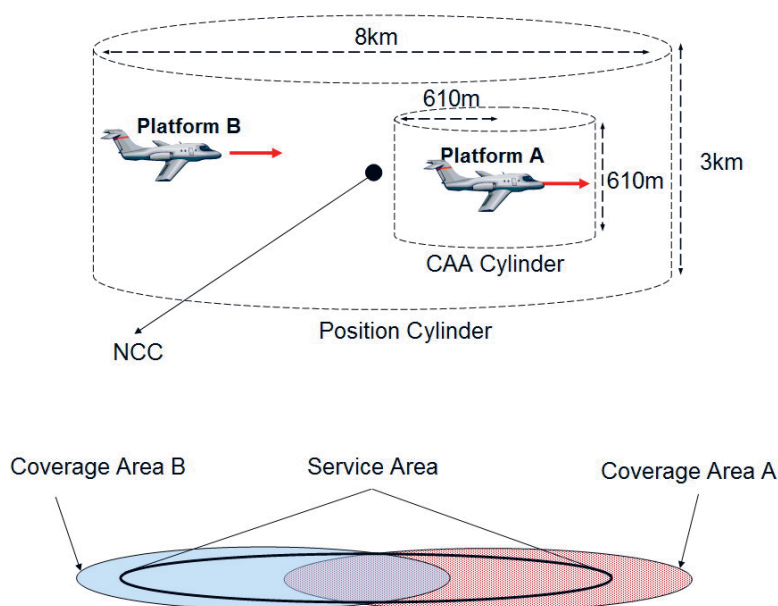 8km
610m
Platform B
Platform A
3km
610m
CAA Cylinder
Position Cylinder
NCC
Coverage Area B
Service Area
Coverage Area A